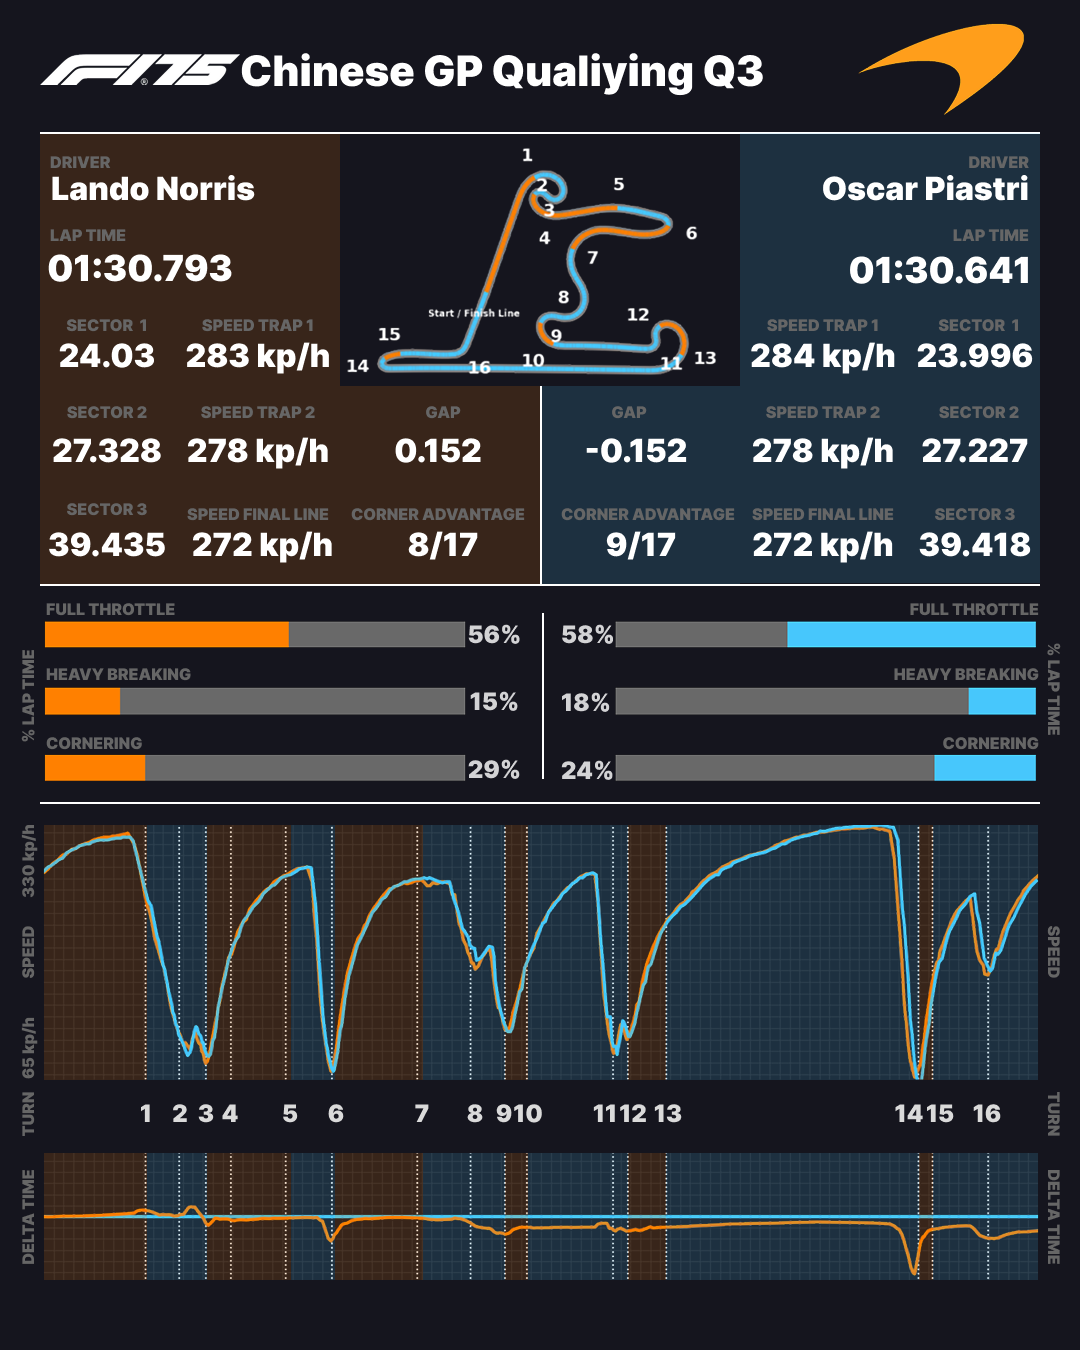 F1®75 Chinese GP Qualiying Q3
DRIVER
Lando Norris
LAP TIME
01:30.793
SECTOR 1
24.03
SPEED TRAP 1
283 kp/h
SECTOR 2
27.328
SPEED TRAP 2
278 kp/h
GAP
0.152
SECTOR 3
39.435
SPEED FINAL LINE
272 kp/h
CORNER ADVANTAGE
8/17
1
2
3
4
5
6
7
8
9
10
11
12
13
14
15
16
Start / Finish Line
DRIVER
Oscar Piastri
LAP TIME
01:30.641
SPEED TRAP 1
284 kp/h
SECTOR 1
23.996
GAP
-0.152
SPEED TRAP 2
278 kp/h
SECTOR 2
27.227
CORNER ADVANTAGE
9/17
SPEED FINAL LINE
272 kp/h
SECTOR 3
39.418
% LAP TIME
FULL THROTTLE
56%
HEAVY BREAKING
15%
CORNERING
29%
FULL THROTTLE
58%
HEAVY BREAKING
18%
CORNERING
24%
% LAP TIME
330 kp/h
SPEED
65 kp/h
SPEED
TURN
1 2 3 4 5 6 7 8 9 10 11 12 13 14 15 16
TURN
DELTA TIME
DELTA TIME